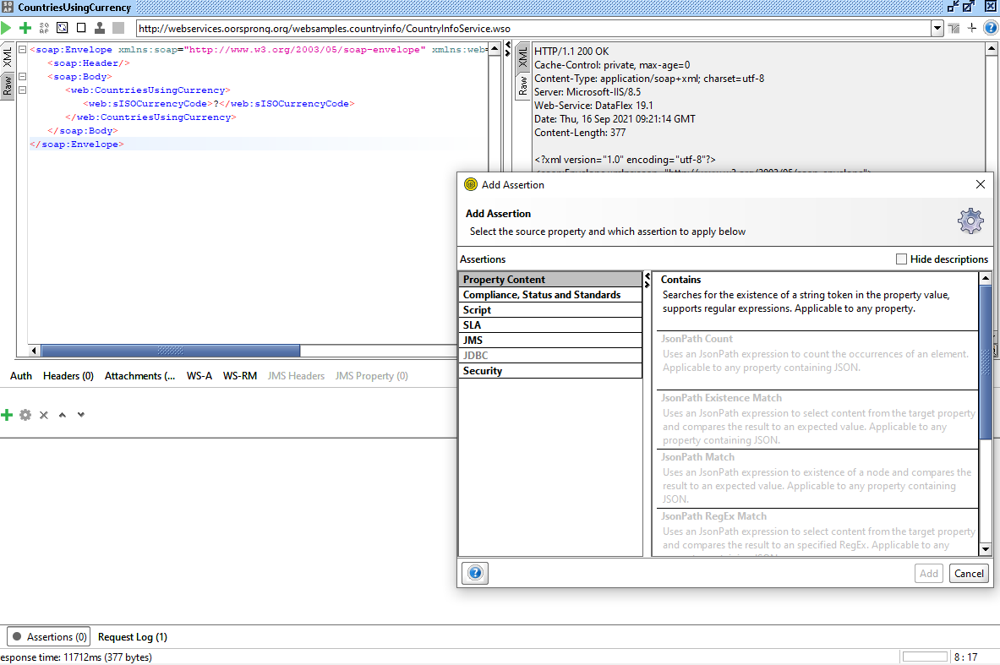 CountriesUsingCurrency
http://webservices.oorsprong.org/websamples.countryinfo/CountryInfoService.wso
XML
Raw
<soap:Envelope xmlns:soap="http://www.w3.org/2003/05/soap-envelope" xmlns:web=
<soap:Header/>
<soap:Body>
<web:CountriesUsingCurrency>
<web:sISOCurrencyCode>?</web:sISOCurrencyCode>
</web:CountriesUsingCurrency>
</soap:Body>
</soap:Envelope>
XML
Raw
HTTP/1.1 200 OK
Cache-Control: private, max-age=0
Content-Type: application/soap+xml; charset=utf-8
Server: Microsoft-IIS/8.5
Web-Service: DataFlex 19.1
Date: Thu, 16 Sep 2021 09:21:14 GMT
Content-Length: 377
<?xml version="1.0" encoding="utf-8"?>
Add Assertion
Add Assertion
Select the source property and which assertion to apply below
Assertions
Hide descriptions
Property Content
Compliance, Status and Standards
Script
SLA
JMS
JDBC
Security
Contains
Searches for the existence of a string token in the property value,
supports regular expressions. Applicable to any property.
JsonPath Count
Uses an JsonPath expression to count the occurrences of an element.
Applicable to any property containing JSON.
JsonPath Existence Match
Uses an JsonPath expression to select content from the target property
and compares the result to an expected value. Applicable to any
property containing JSON.
JsonPath Match
Uses an JsonPath expression to existence of a node and compares the
result to an expected value. Applicable to any property containing
JSON.
JsonPath RegEx Match
Uses an JsonPath expression to select content from the target property
and compares the result to an specified RegEx. Applicable to any
Add
Cancel
Auth Headers (0) Attachments (... WS-A WS-RM JMS Headers JMS Property (0)
Assertions (0) Request Log (1)
esponse time: 11712ms (377 bytes)
8 : 17